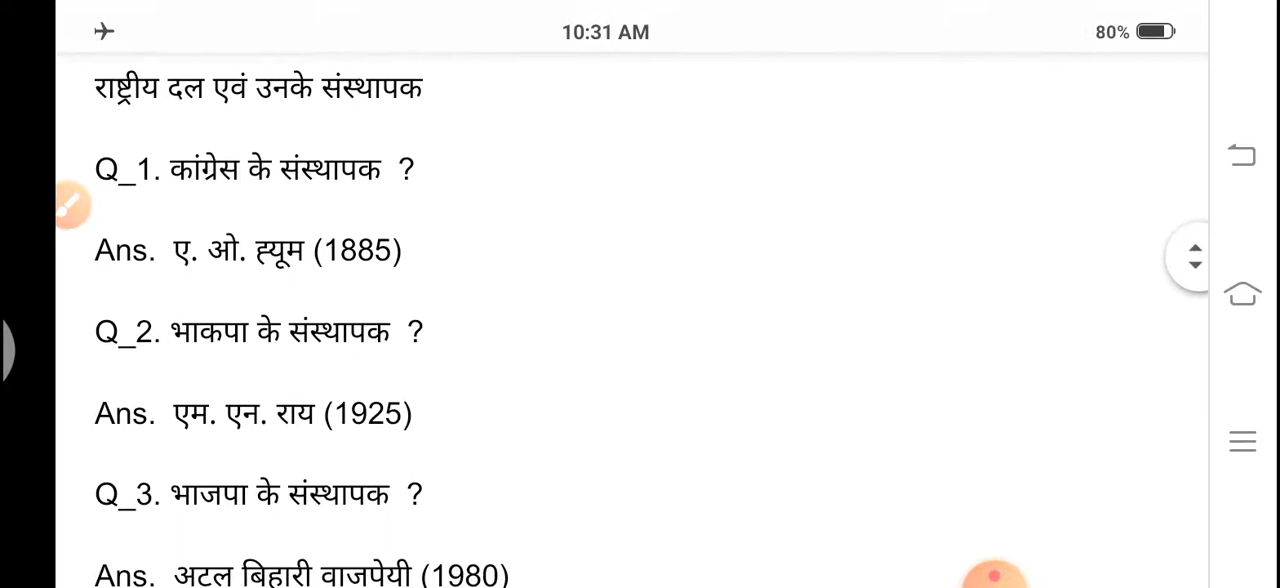 10:31 AM
80%
राष्ट्रीय दल एवं उनके संस्थापक
Q_1. कांग्रेस के संस्थापक ?
Ans. ए. ओ. ह्यूम (1885)
Q_2. भाकपा के संस्थापक ?
Ans. एम. एन. राय (1925)
Q_3. भाजपा के संस्थापक ?
Ans. अटल बिहारी वाजपेयी (1980)